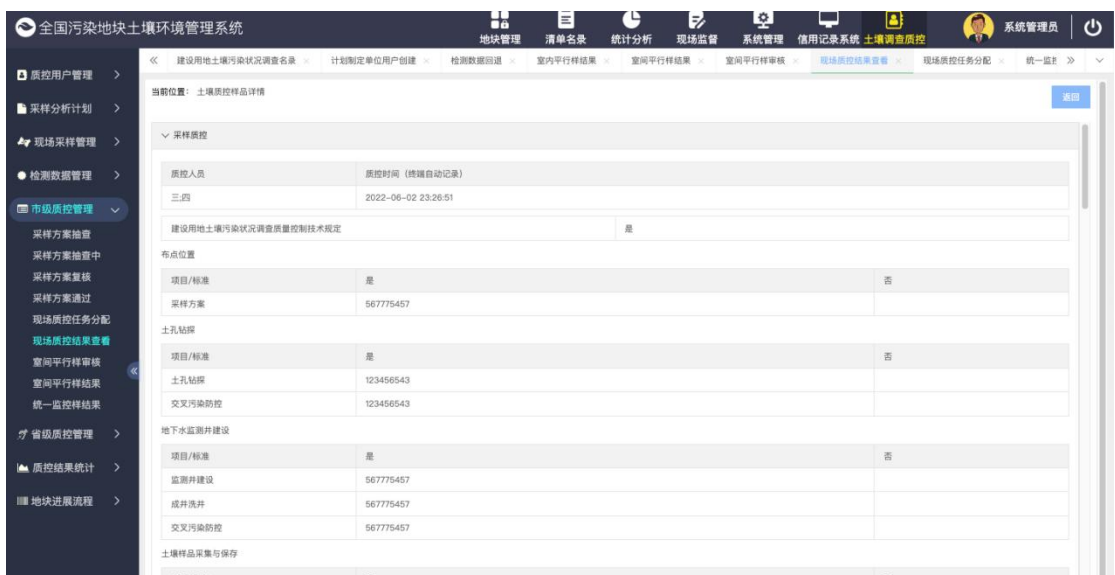 全国污染地块土壤环境管理系统
地块管理 清单名录 统计分析 现场监督 系统管理 信用记录系统 土壤调查质控 系统管理员
建设用地土壤污染状况调查名录 计划制定单位用户创建 检测数据回退 室内平行样结果 室间平行样结果 室间平行样审核 现场质控结果查看 现场质控任务分配 统一监
质控用户管理
采样分析计划
现场采样管理
检测数据管理
市级质控管理
采样方案抽查
采样方案抽查中
采样方案复核
采样方案通过
现场质控任务分配
现场质控结果查看
室间平行样审核
室间平行样结果
统一监控样结果
省级质控管理
质控结果统计
地块进展流程
当前位置: 土壤质控样品详情
返回
采样质控
质控人员 质控时间 (终端自动记录)
三.四 2022-06-02 23:26:51
建设用地土壤污染状况调查质量控制技术规定 是
布点位置
项目/标准 是 否
采样方案 567775457
土孔钻探
项目/标准 是 否
土孔钻探 123456543
交叉污染防控 123456543
地下水监测井建设
项目/标准 是 否
监测井建设 567775457
成井洗井 567775457
交叉污染防控 567775457
土壤样品采集与保存